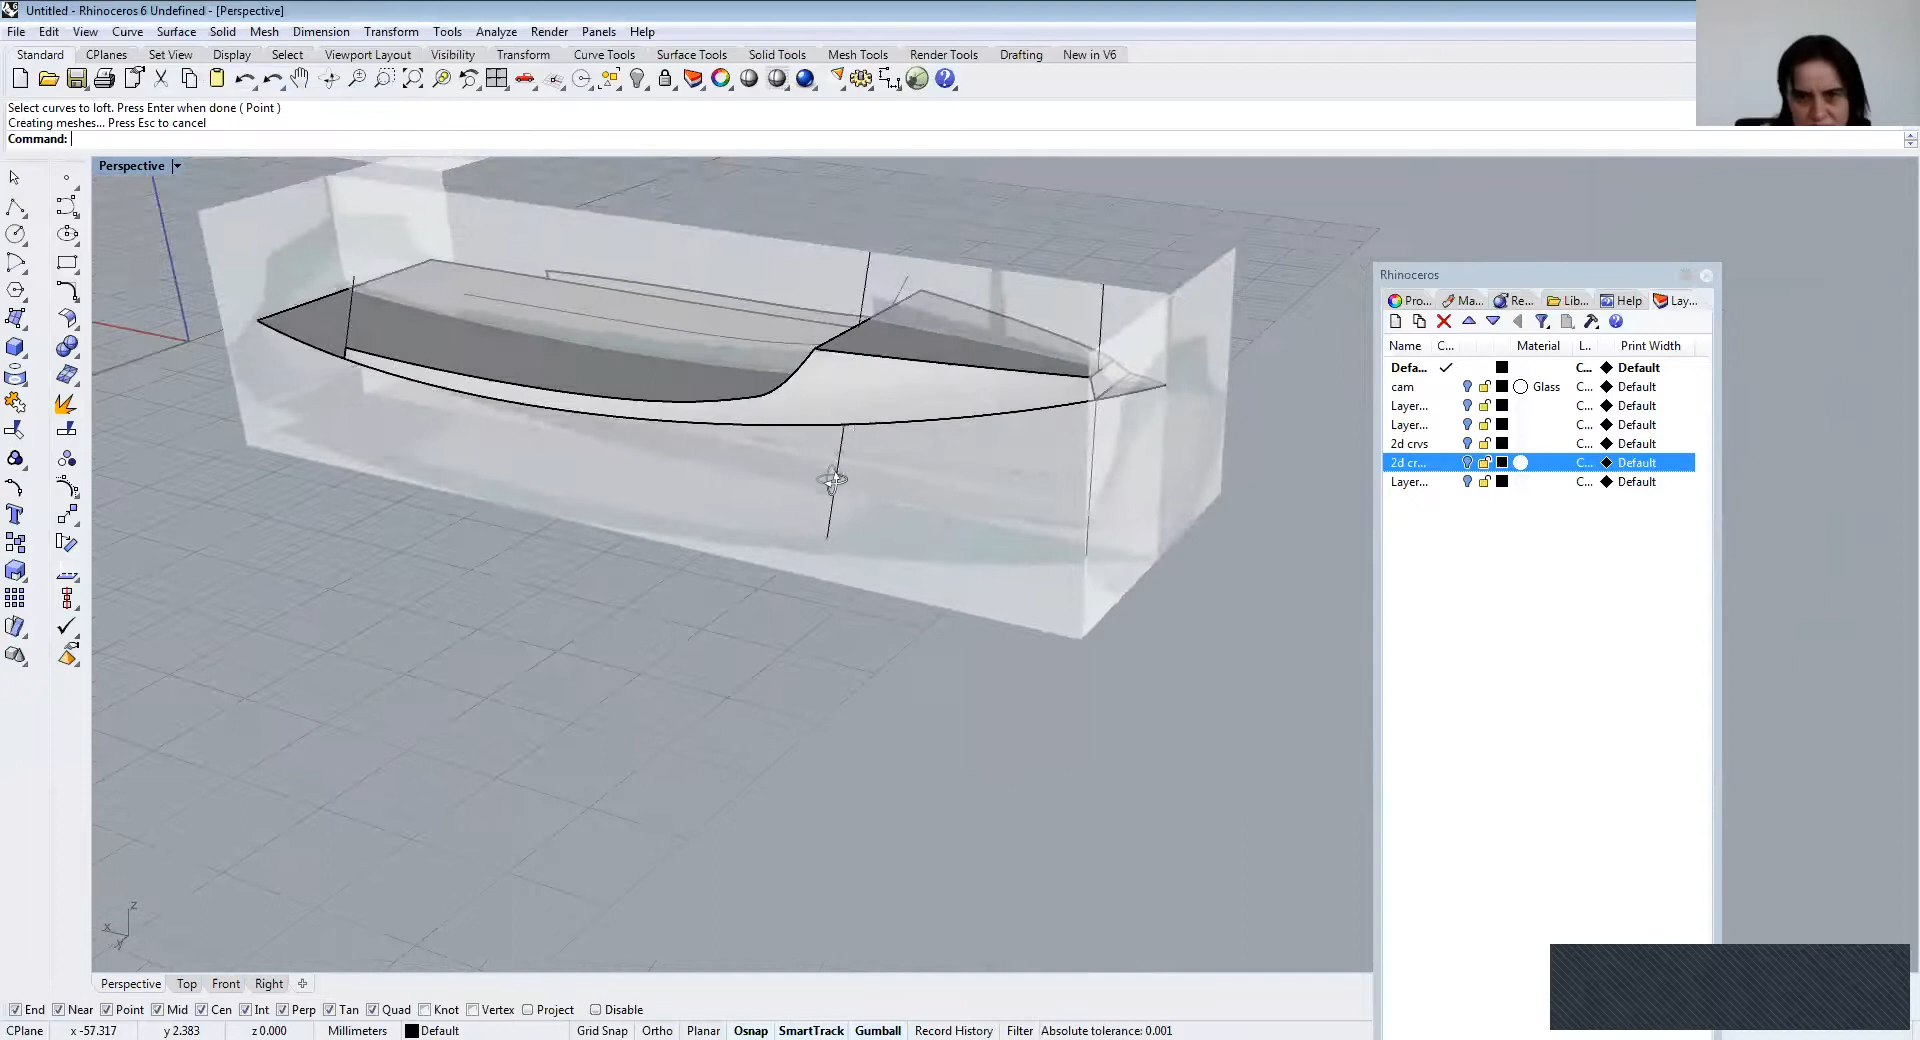 Untitled - Rhinoceros 6 Undefined - [Perspective]
File Edit View Curve Surface Solid Mesh Dimension Transform Tools Analyze Render Panels Help
Standard CPlanes Set View Display Select Viewport Layout Visibility Transform Curve Tools Surface Tools Solid Tools Mesh Tools Render Tools Drafting New in V6
Select curves to loft. Press Enter when done ( Point )
Creating meshes... Press Esc to cancel
Command:
Perspective
Rhinoceros
Pro... Ma... Re... Lib... Help Lay...
Name C... Material L... Print Width
Defa... C... Default
cam Glass C... Default
Layer... C... Default
Layer... C... Default
2d crvs C... Default
2d cr... C... Default
Layer... C... Default
z
x
y
Perspective Top Front Right
End Near Point Mid Cen Int Perp Tan Quad Knot Vertex Project Disable
CPlane x -57.317 y 2.383 z 0.000 Millimeters Default Grid Snap Ortho Planar Osnap SmartTrack Gumball Record History Filter Absolute tolerance: 0.001